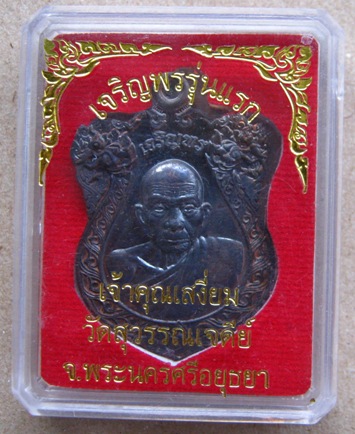 เจริญพรรุ่นแรก
เจริญพร
เจ้าคุณเสงี่ยม
วัดสุวรรณเจดีย์
จ.พระนครศรีอยุธยา